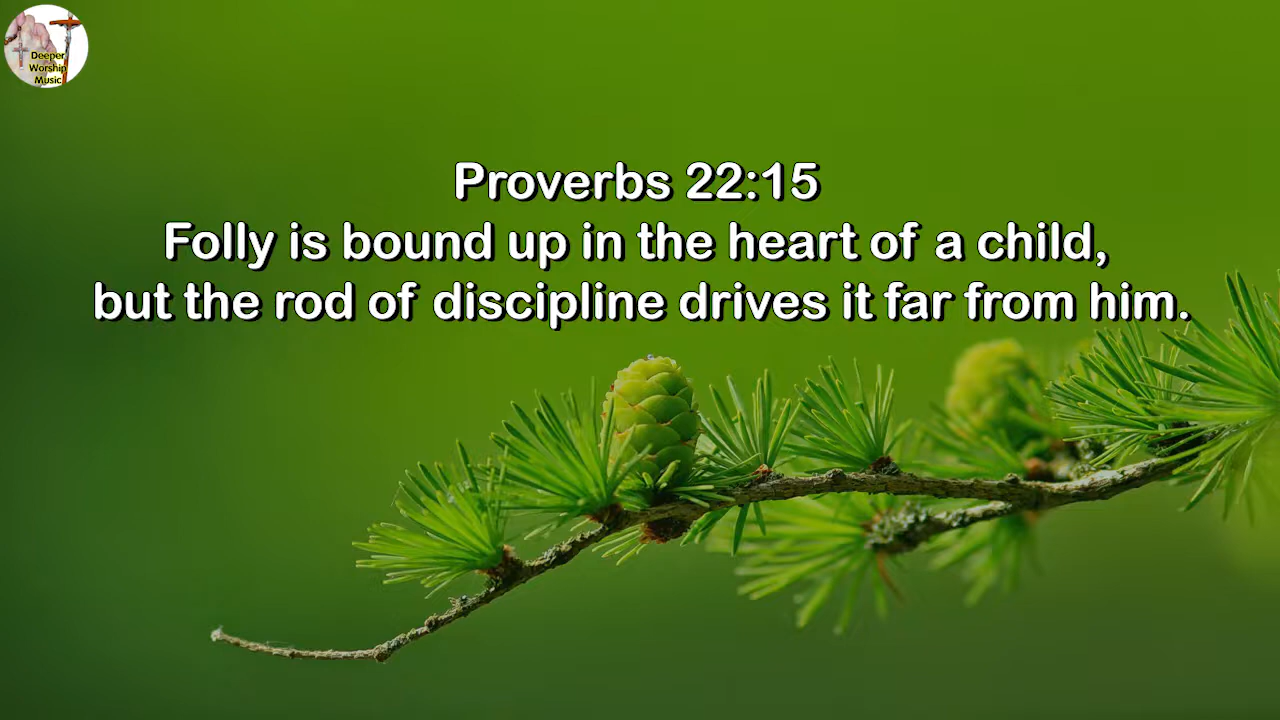 Deeper
Worship
Music
Proverbs 22:15
Folly is bound up in the heart of a child,
but the rod of discipline drives it far from him.